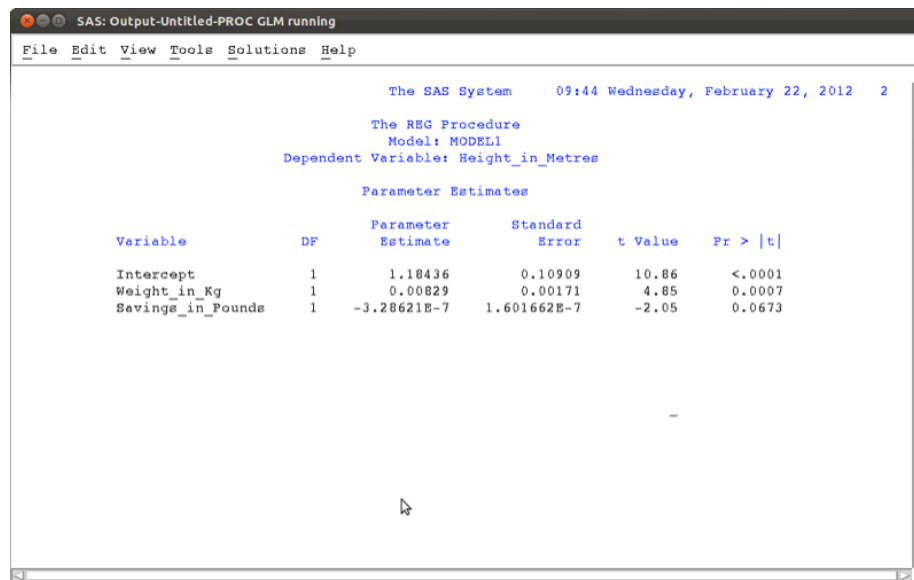 SAS: Output-Untitled-PROC GLM running
File Edit View Tools Solutions Help
The SAS System 09:44 Wednesday, February 22, 2012 2
The REG Procedure
Model: MODEL1
Dependent Variable: Height_in_Metres
Parameter Estimates
Parameter Standard
Variable DF Estimate Error t Value Pr > |t|
Intercept 1 1.18436 0.10909 10.86 <.0001
Weight_in_Kg 1 0.00829 0.00171 4.85 0.0007
Savings_in_Pounds 1 -3.28621E-7 1.601662E-7 -2.05 0.0673